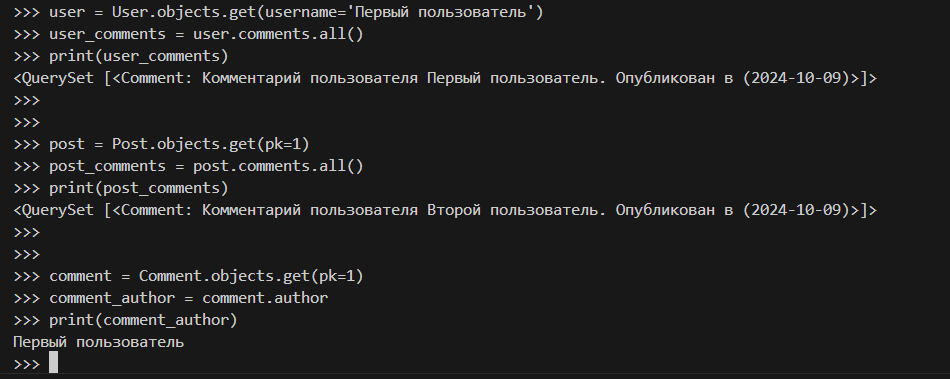 >>> user = User.objects.get(username='Первый пользователь')
>>> user_comments = user.comments.all()
>>> print(user_comments)
<QuerySet [<Comment: Комментарий пользователя Первый пользователь. Опубликован в (2024-10-09)>]>
>>>
>>>
>>> post = Post.objects.get(pk=1)
>>> post_comments = post.comments.all()
>>> print(post_comments)
<QuerySet [<Comment: Комментарий пользователя Второй пользователь. Опубликован в (2024-10-09)>]>
>>>
>>>
>>> comment = Comment.objects.get(pk=1)
>>> comment_author = comment.author
>>> print(comment_author)
Первый пользователь
>>>